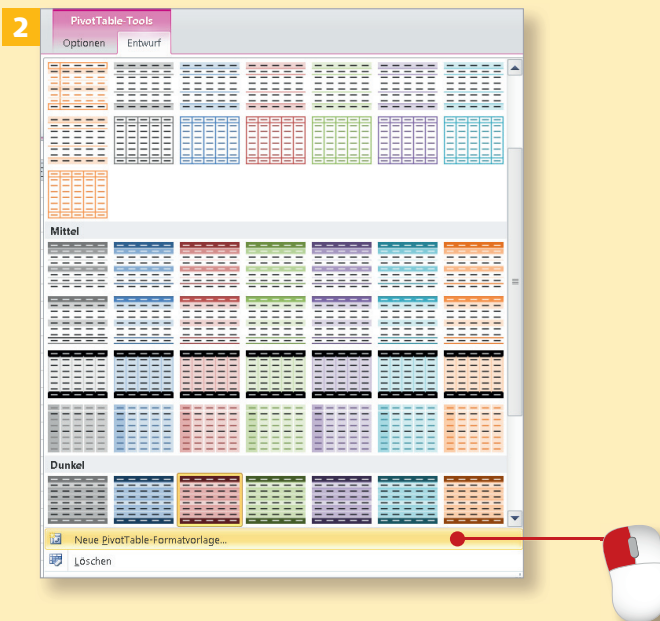 2
PivotTable-Tools
Optionen Entwurf
Mittel
Dunkel
Neue PivotTable-Formatvorlage...
Löschen